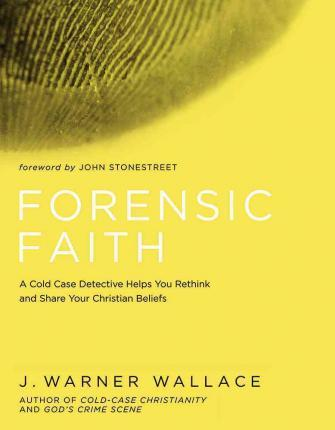 foreword by JOHN STONESTREET
FORENSIC
FAITH
A Cold Case Detective Helps You Rethink
and Share Your Christian Beliefs
J. WARNER WALLACE
AUTHOR OF COLD-CASE CHRISTIANITY
AND GOD'S CRIME SCENE